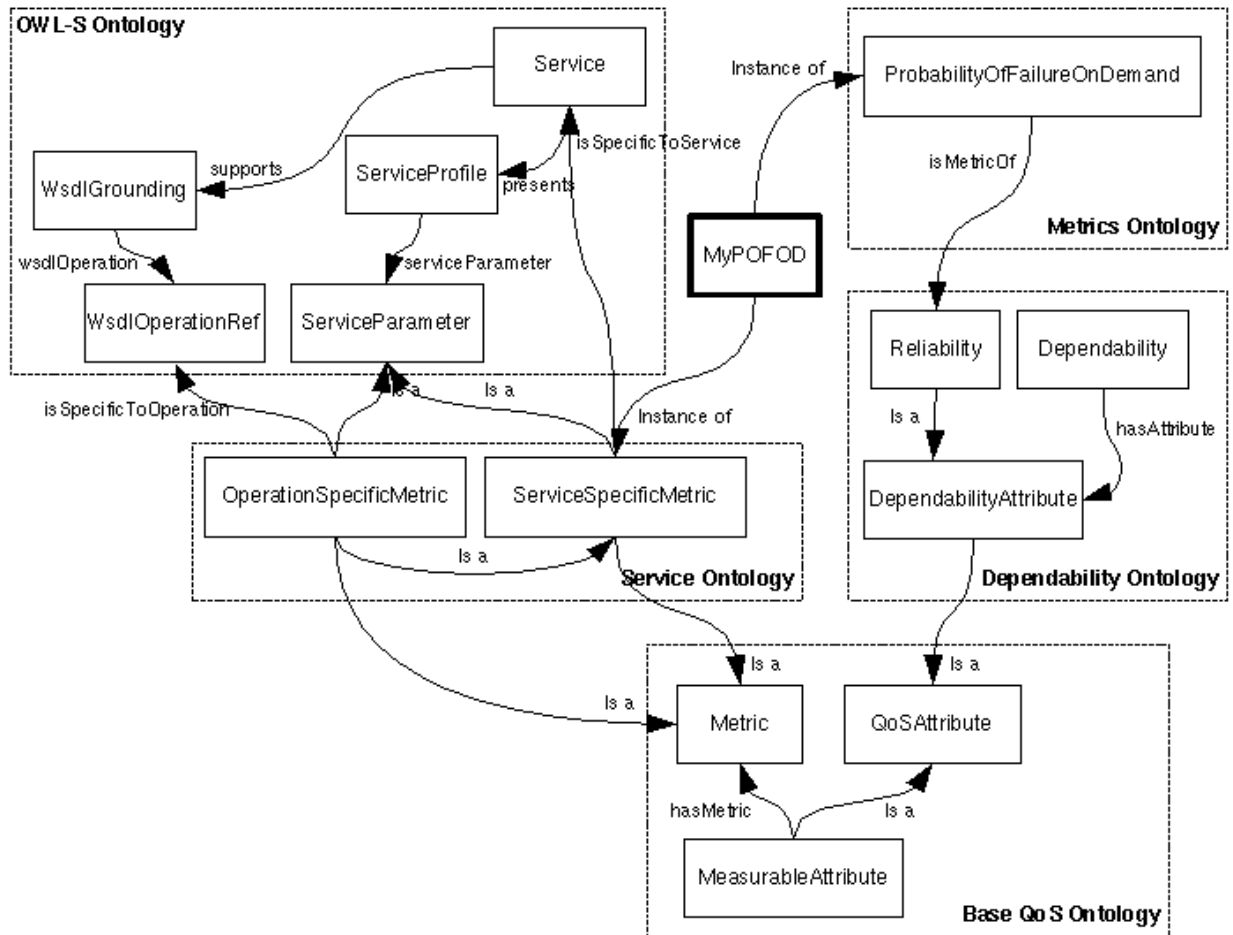 OWL-S Ontology
Service
Instance of
ProbabilityOfFailureOnDemand
isSpecificToService
supports
WsdlGrounding
ServiceProfile
presents
isMetricOf
Metrics Ontology
MyPOFOD
wsdlOperation
serviceParameter
WsdlOperationRef
ServiceParameter
Reliability
Dependability
Is a
Is a
isSpecificToOperation
Instance of
Is a
hasAttribute
OperationSpecificMetric
ServiceSpecificMetric
DependabilityAttribute
Is a
Service Ontology
Dependability Ontology
Is a
Is a
Is a
Metric
QoSAttribute
hasMetric
Is a
MeasurableAttribute
Base QoS Ontology